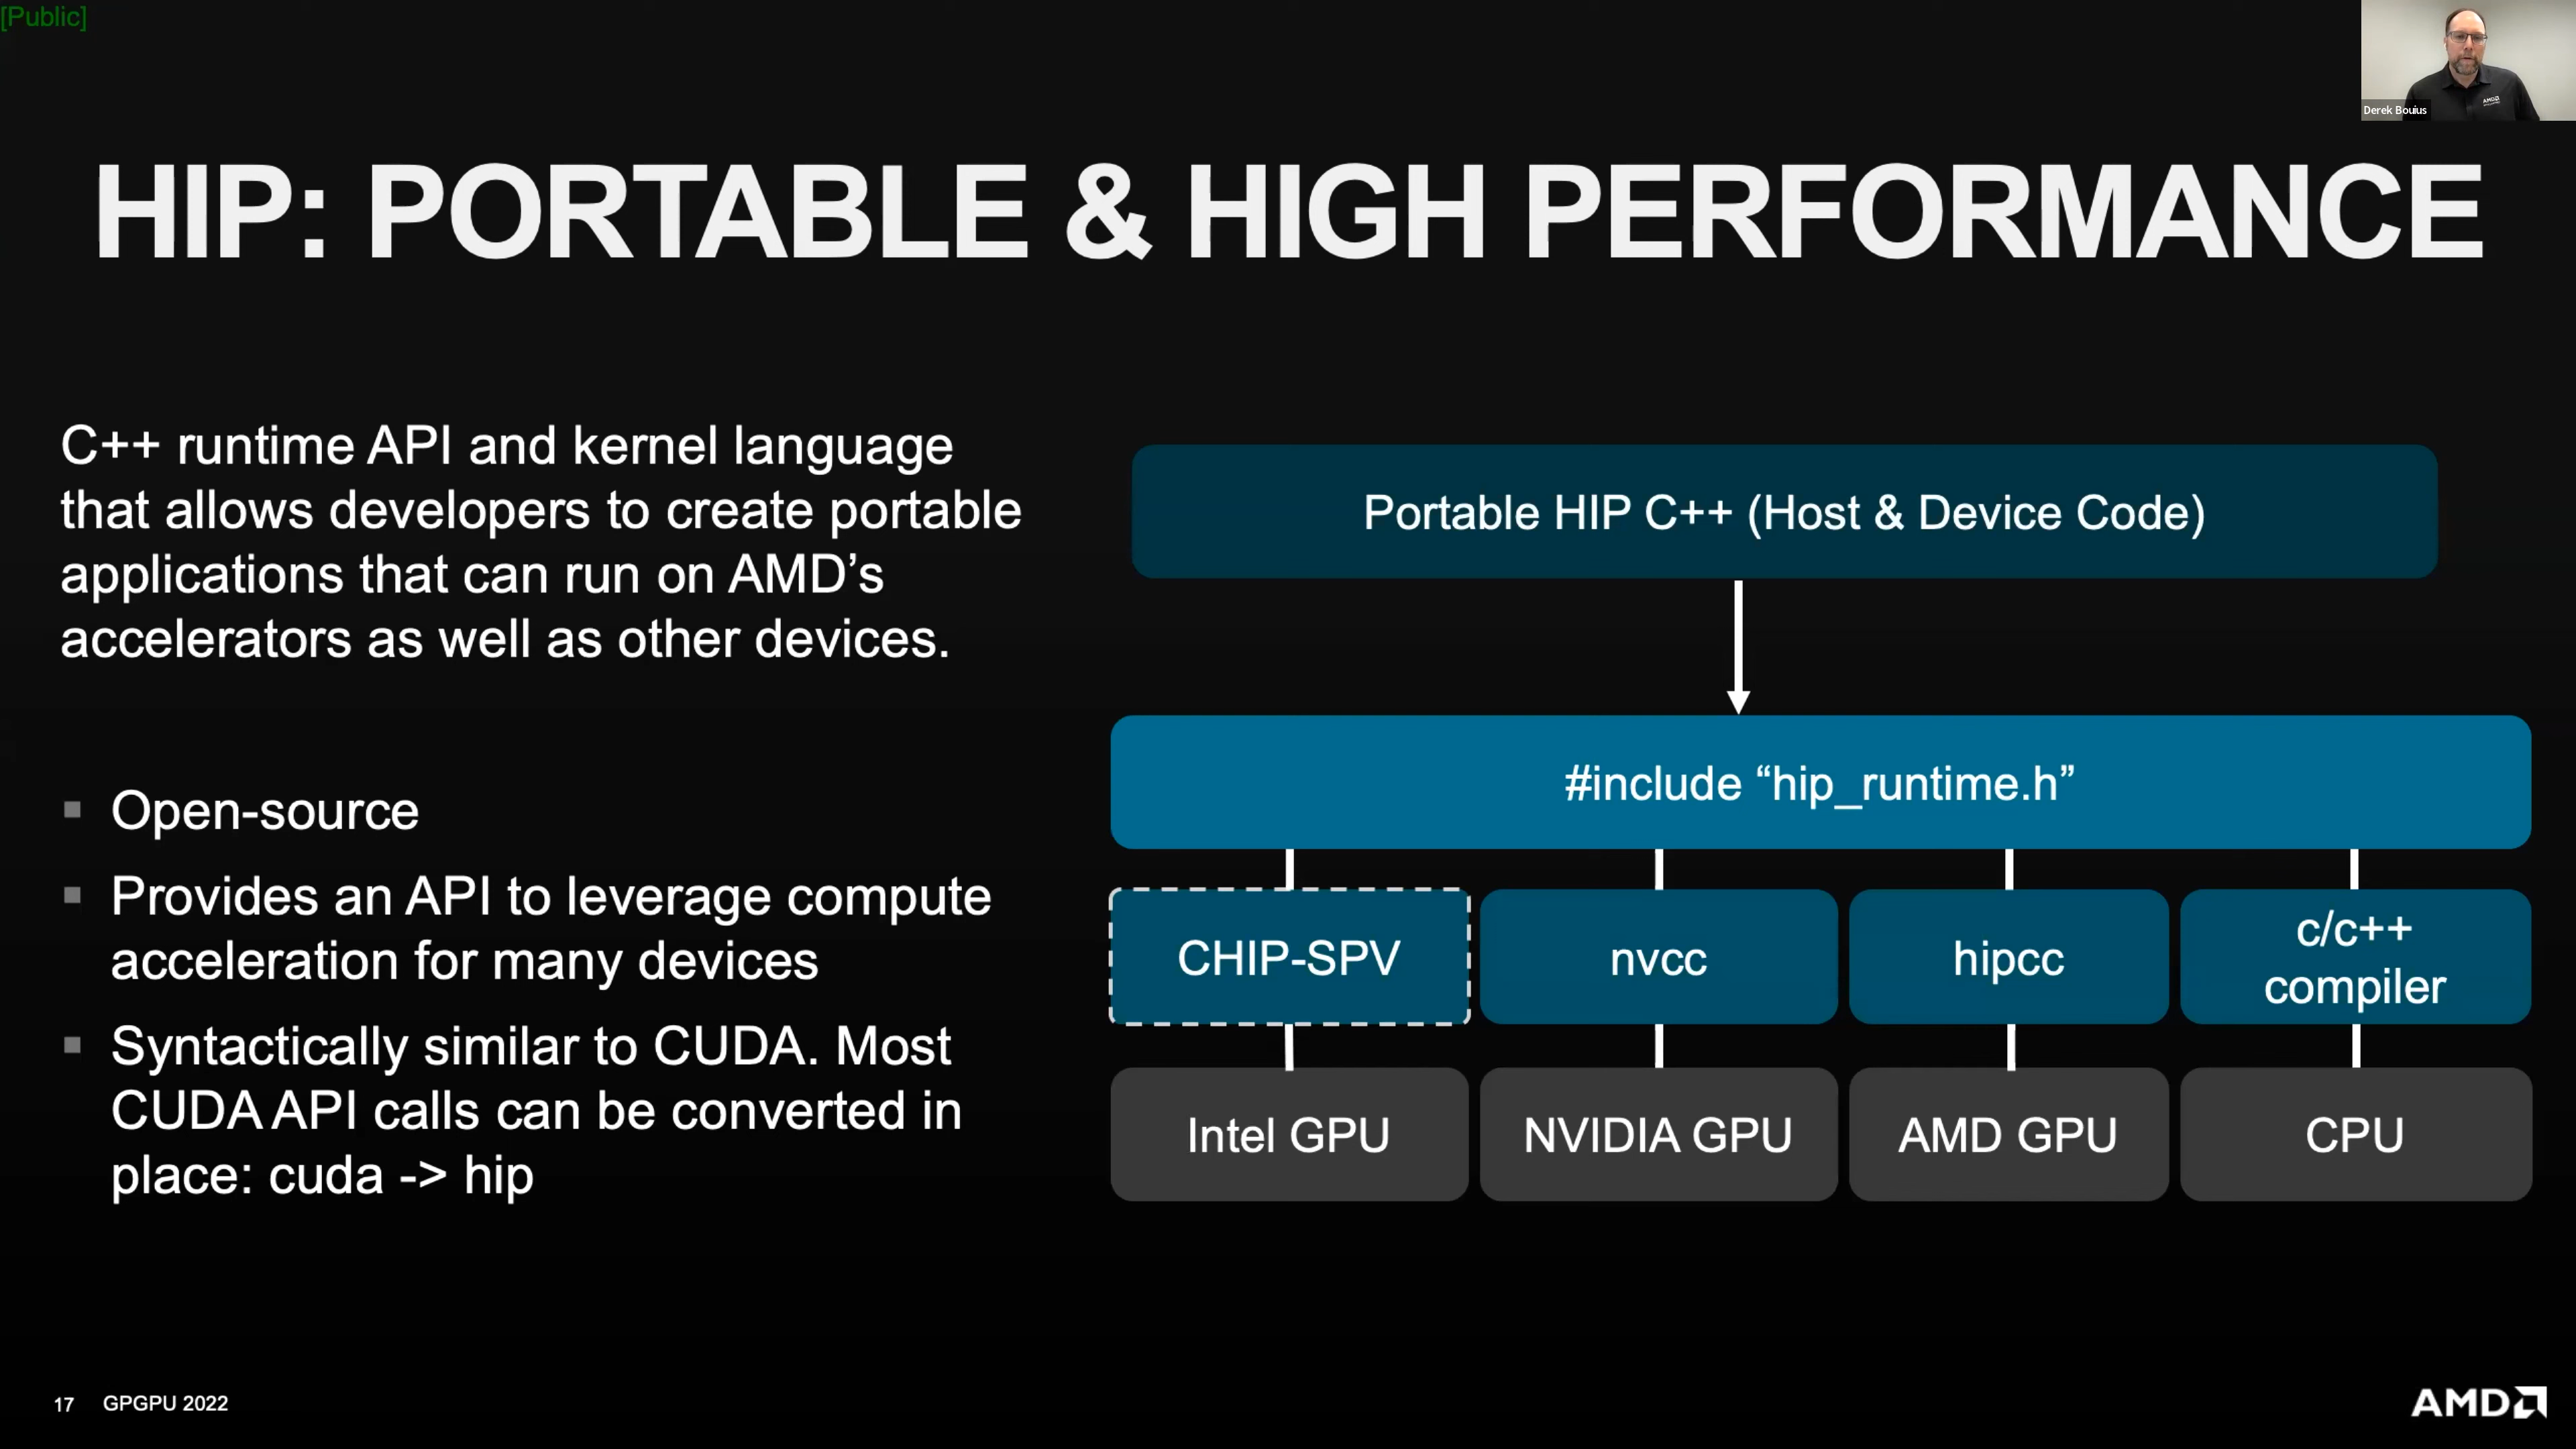 [Public]
Derek Bouius
HIP: PORTABLE & HIGH PERFORMANCE
C++ runtime API and kernel language
that allows developers to create portable
applications that can run on AMD’s
accelerators as well as other devices.
Open-source
Provides an API to leverage compute
acceleration for many devices
Syntactically similar to CUDA. Most
CUDA API calls can be converted in
place: cuda -> hip
Portable HIP C++ (Host & Device Code)
#include “hip_runtime.h”
CHIP-SPV
nvcc
hipcc
c/c++
compiler
Intel GPU
NVIDIA GPU
AMD GPU
CPU
17
GPGPU 2022
AMD